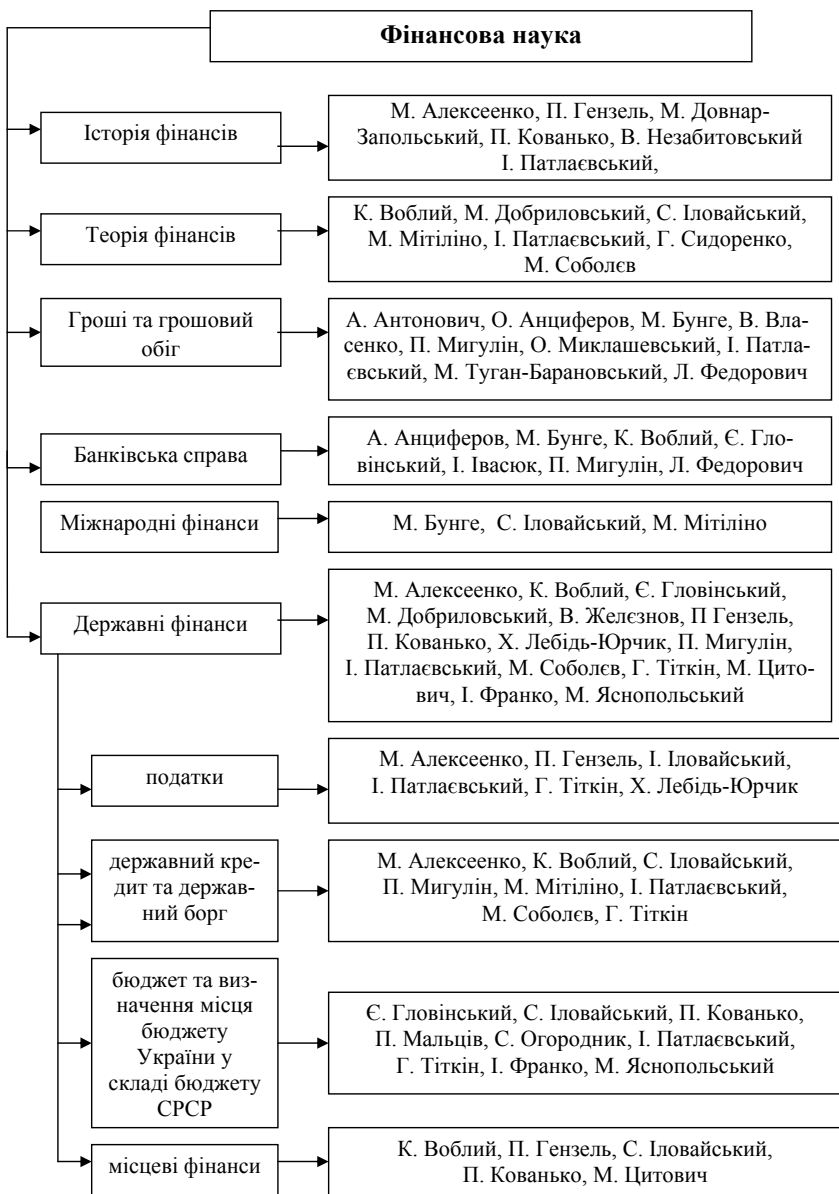 Фінансова наука
Історія фінансів
М. Алексеенко, П. Гензель, М. Довнар-
Запольський, П. Кованько, В. Незабитовський
І. Патлаєвський,
Теорія фінансів
К. Воблий, М. Добриловський, С. Іловайський,
М. Мітіліно, І. Патлаєвський, Г. Сидоренко,
М. Соболєв
Гроші та грошовий
обіг
А. Антонович, О. Анциферов, М. Бунге, В. Вла-
сенко, П. Мигулін, О. Миклашевський, І. Патла-
євський, М. Туган-Барановський, Л. Федорович
Банківська справа
А. Анциферов, М. Бунге, К. Воблий, Є. Гло-
вінський, І. Івасюк, П. Мигулін, Л. Федорович
Міжнародні фінанси
М. Бунге, С. Іловайський, М. Мітіліно
Державні фінанси
М. Алексеенко, К. Воблий, Є. Гловінський,
М. Добриловський, В. Желєзнов, П Гензель,
П. Кованько, Х. Лебідь-Юрчик, П. Мигулін,
І. Патлаєвський, М. Соболєв, Г. Тіткін, М. Цито-
вич, І. Франко, М. Яснопольський
податки
М. Алексеенко, П. Гензель, І. Іловайський,
І. Патлаєвський, Г. Тіткін, Х. Лебідь-Юрчик
державний кре-
дит та держав-
ний борг
М. Алексеенко, К. Воблий, С. Іловайський,
П. Мигулін, М. Мітіліно, І. Патлаєвський,
М. Соболєв, Г. Тіткін
бюджет та виз-
начення місця
бюджету
України у
складі бюджету
СРСР
Є. Гловінський, С. Іловайський, П. Кованько,
П. Мальців, С. Огородник, І. Патлаєвський,
Г. Тіткін, І. Франко, М. Яснопольський
місцеві фінанси
К. Воблий, П. Гензель, С. Іловайський,
П. Кованько, М. Цитович